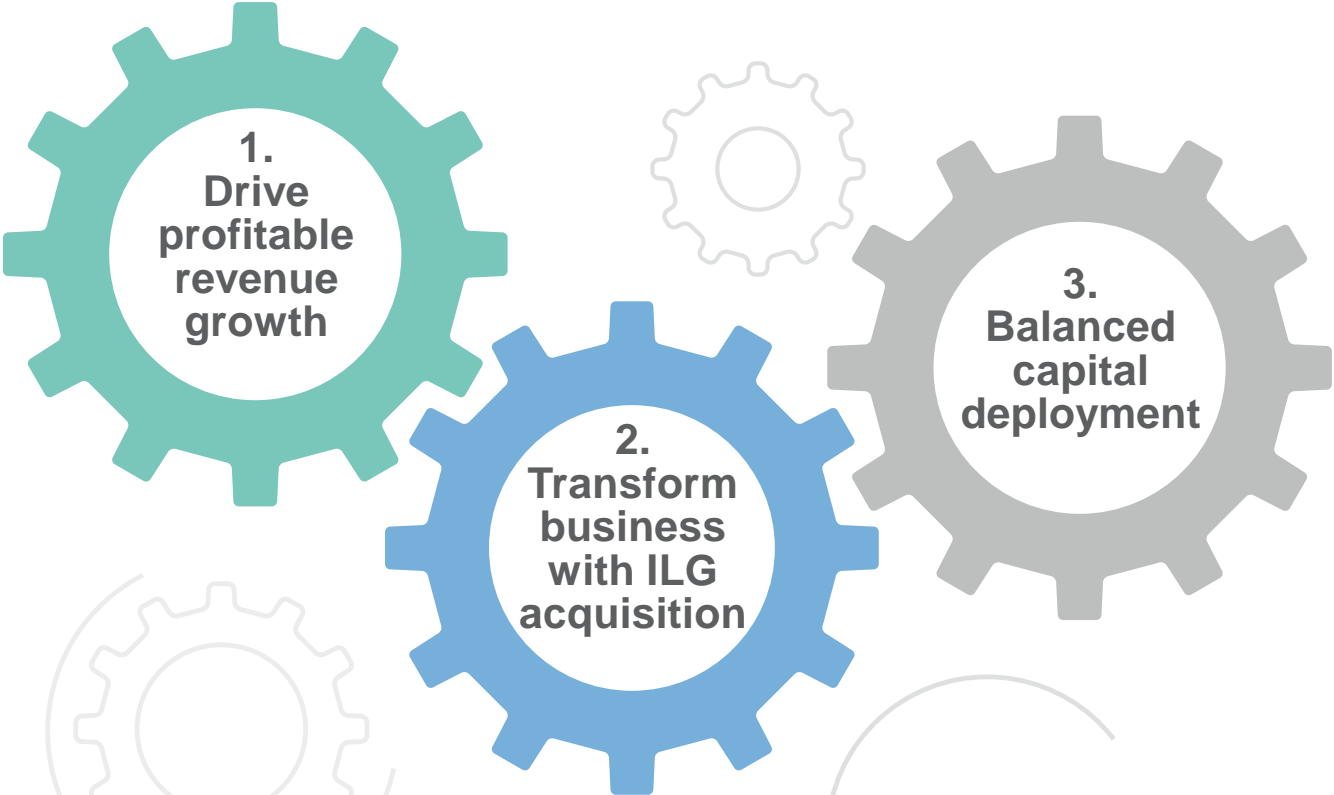 1.
Drive
profitable
revenue
growth
2.
Transform
business
with ILG
acquisition
3.
Balanced
capital
deployment